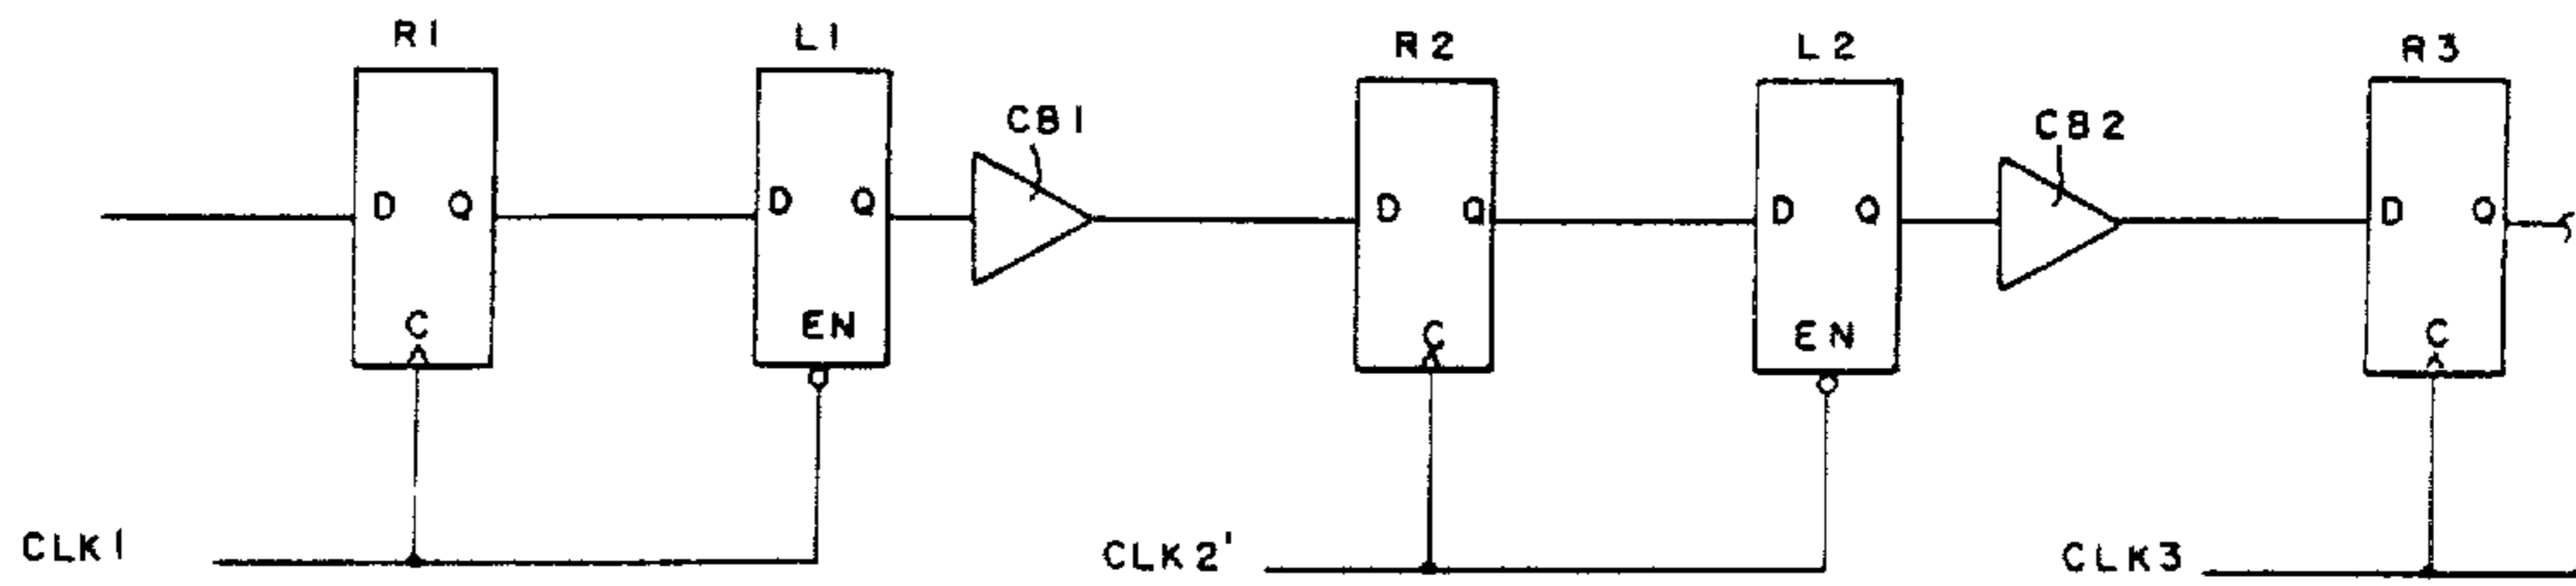 R1 L1 R2 L2 R3
CB1 CB2
D Q D Q D Q D Q D Q
C EN C EN C
CLK1 CLK2' CLK3